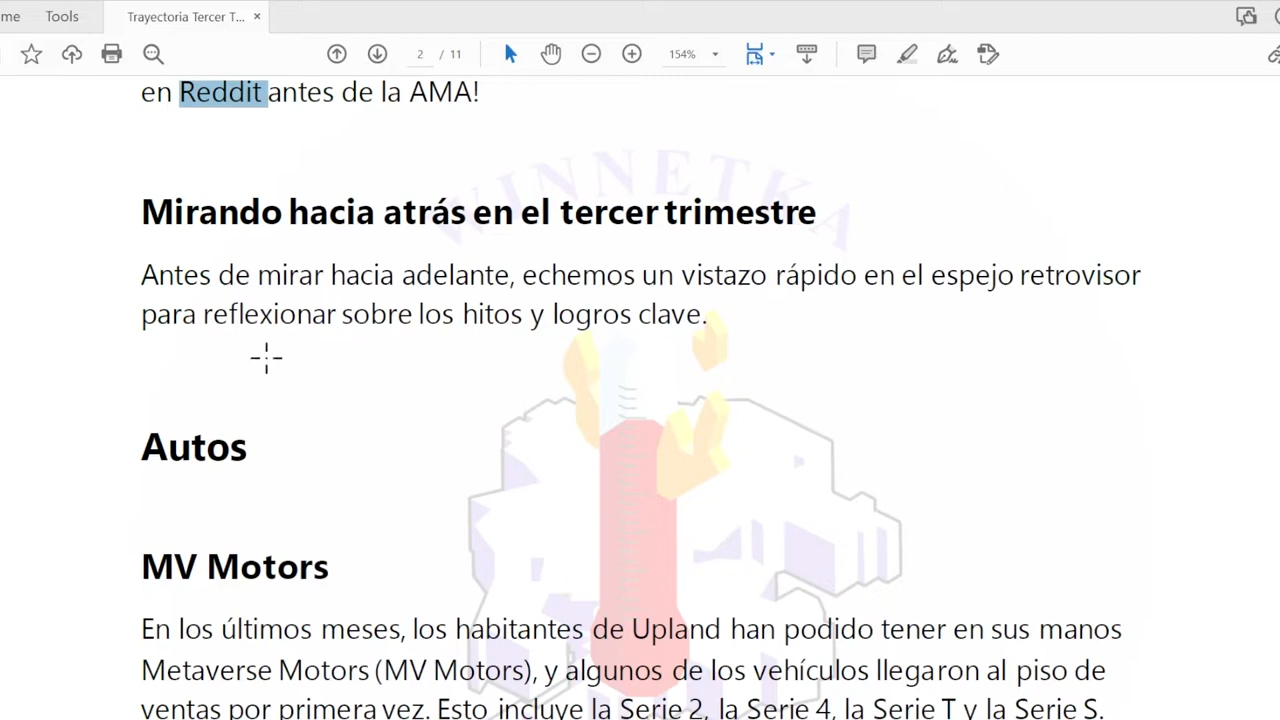 me
Tools
Trayectoria Tercer T... ×
2 / 11
154%
en Reddit antes de la AMA!
WINNETKA
Mirando hacia atrás en el tercer trimestre
Antes de mirar hacia adelante, echemos un vistazo rápido en el espejo retrovisor
para reflexionar sobre los hitos y logros clave.
Autos
MV Motors
En los últimos meses, los habitantes de Upland han podido tener en sus manos
Metaverse Motors (MV Motors), y algunos de los vehículos llegaron al piso de
ventas por primera vez. Esto incluye la Serie 2, la Serie 4, la Serie T y la Serie S.